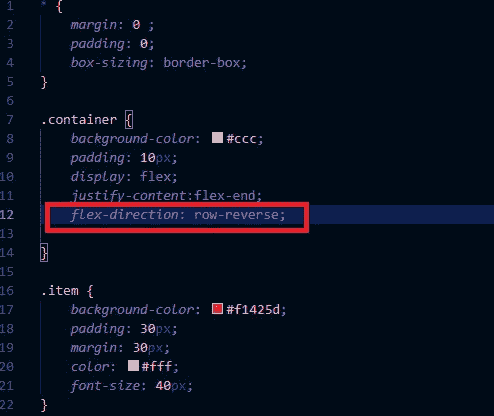 1 * {
2 margin: 0 ;
3 padding: 0;
4 box-sizing: border-box;
5 }
6
7 .container {
8 background-color: #ccc;
9 padding: 10px;
10 display: flex;
11 justify-content:flex-end;
12 flex-direction: row-reverse;
13
14 }
15
16 .item {
17 background-color: #f1425d;
18 padding: 30px;
19 margin: 30px;
20 color: #fff;
21 font-size: 40px;
22 }